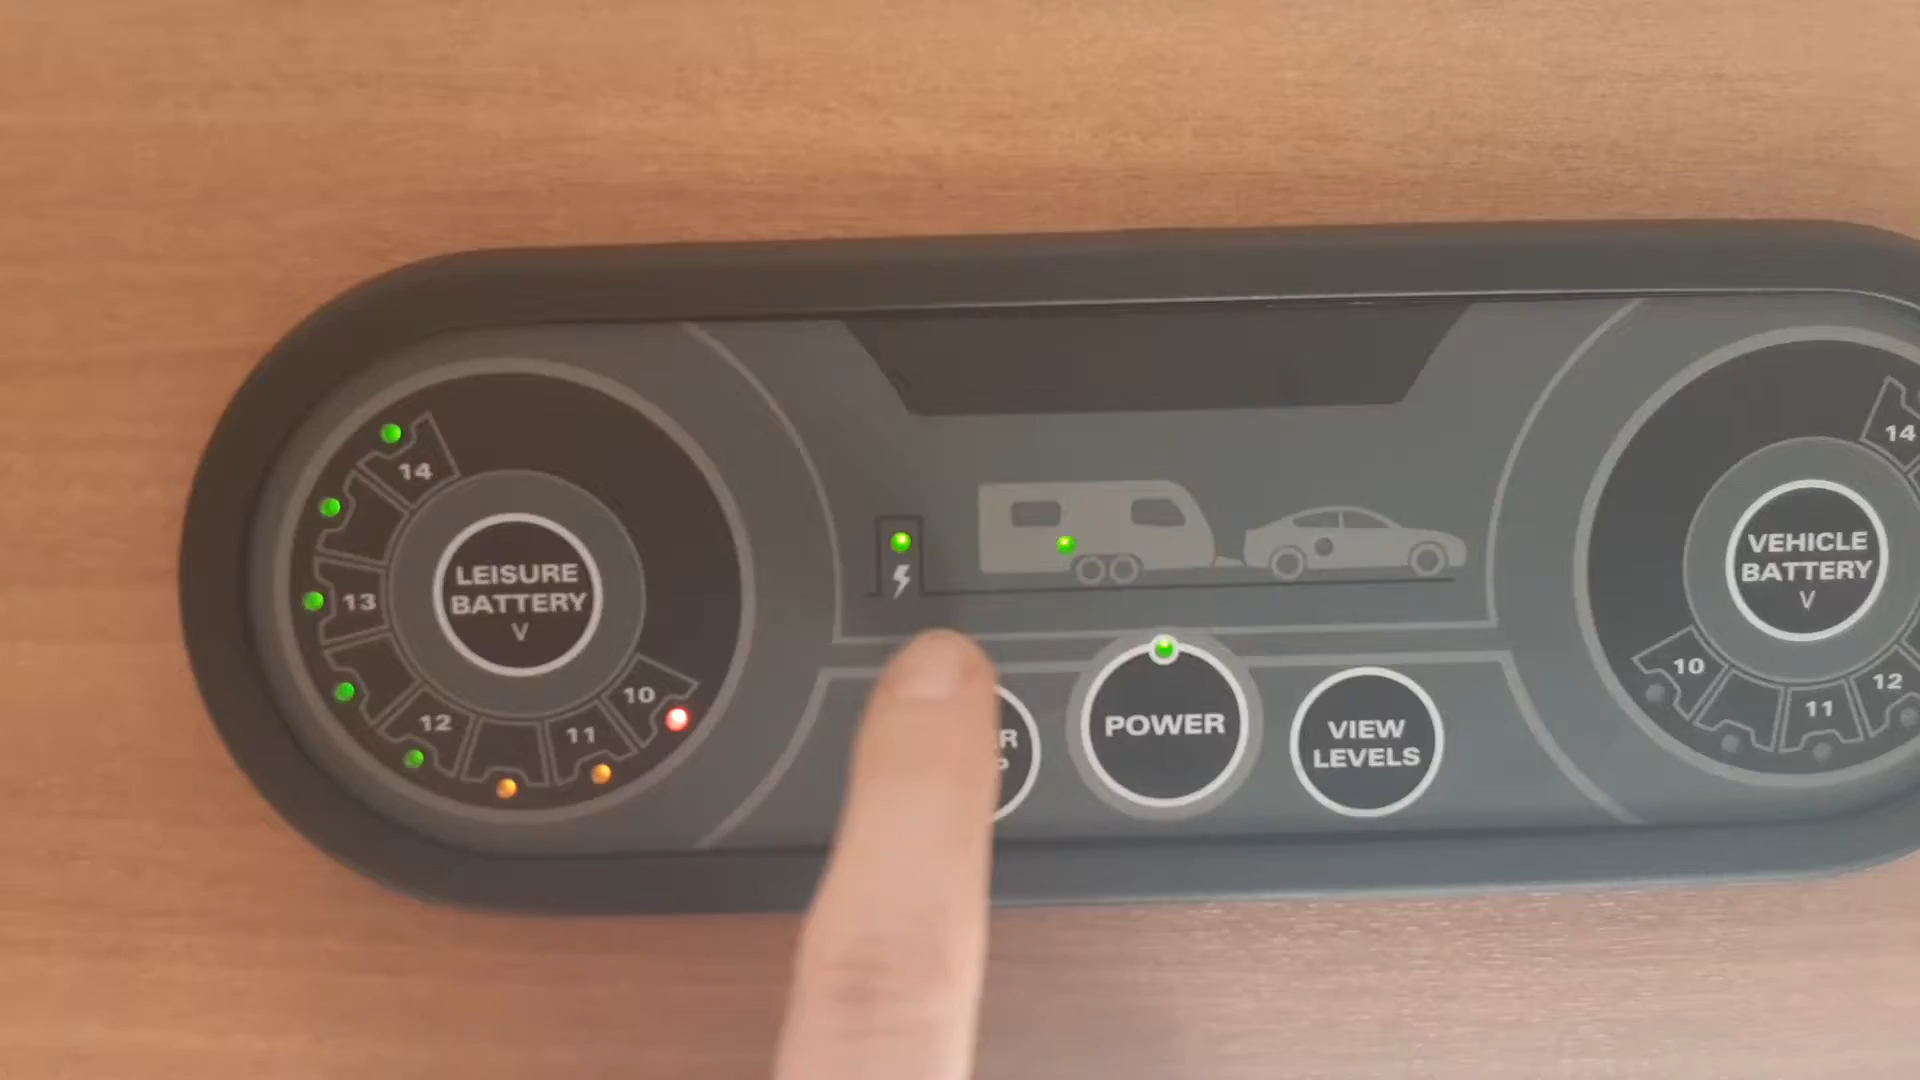 14
13
12
11
10
LEISURE
BATTERY
V
POWER
VIEW
LEVELS
14
12
11
10
VEHICLE
BATTERY
V